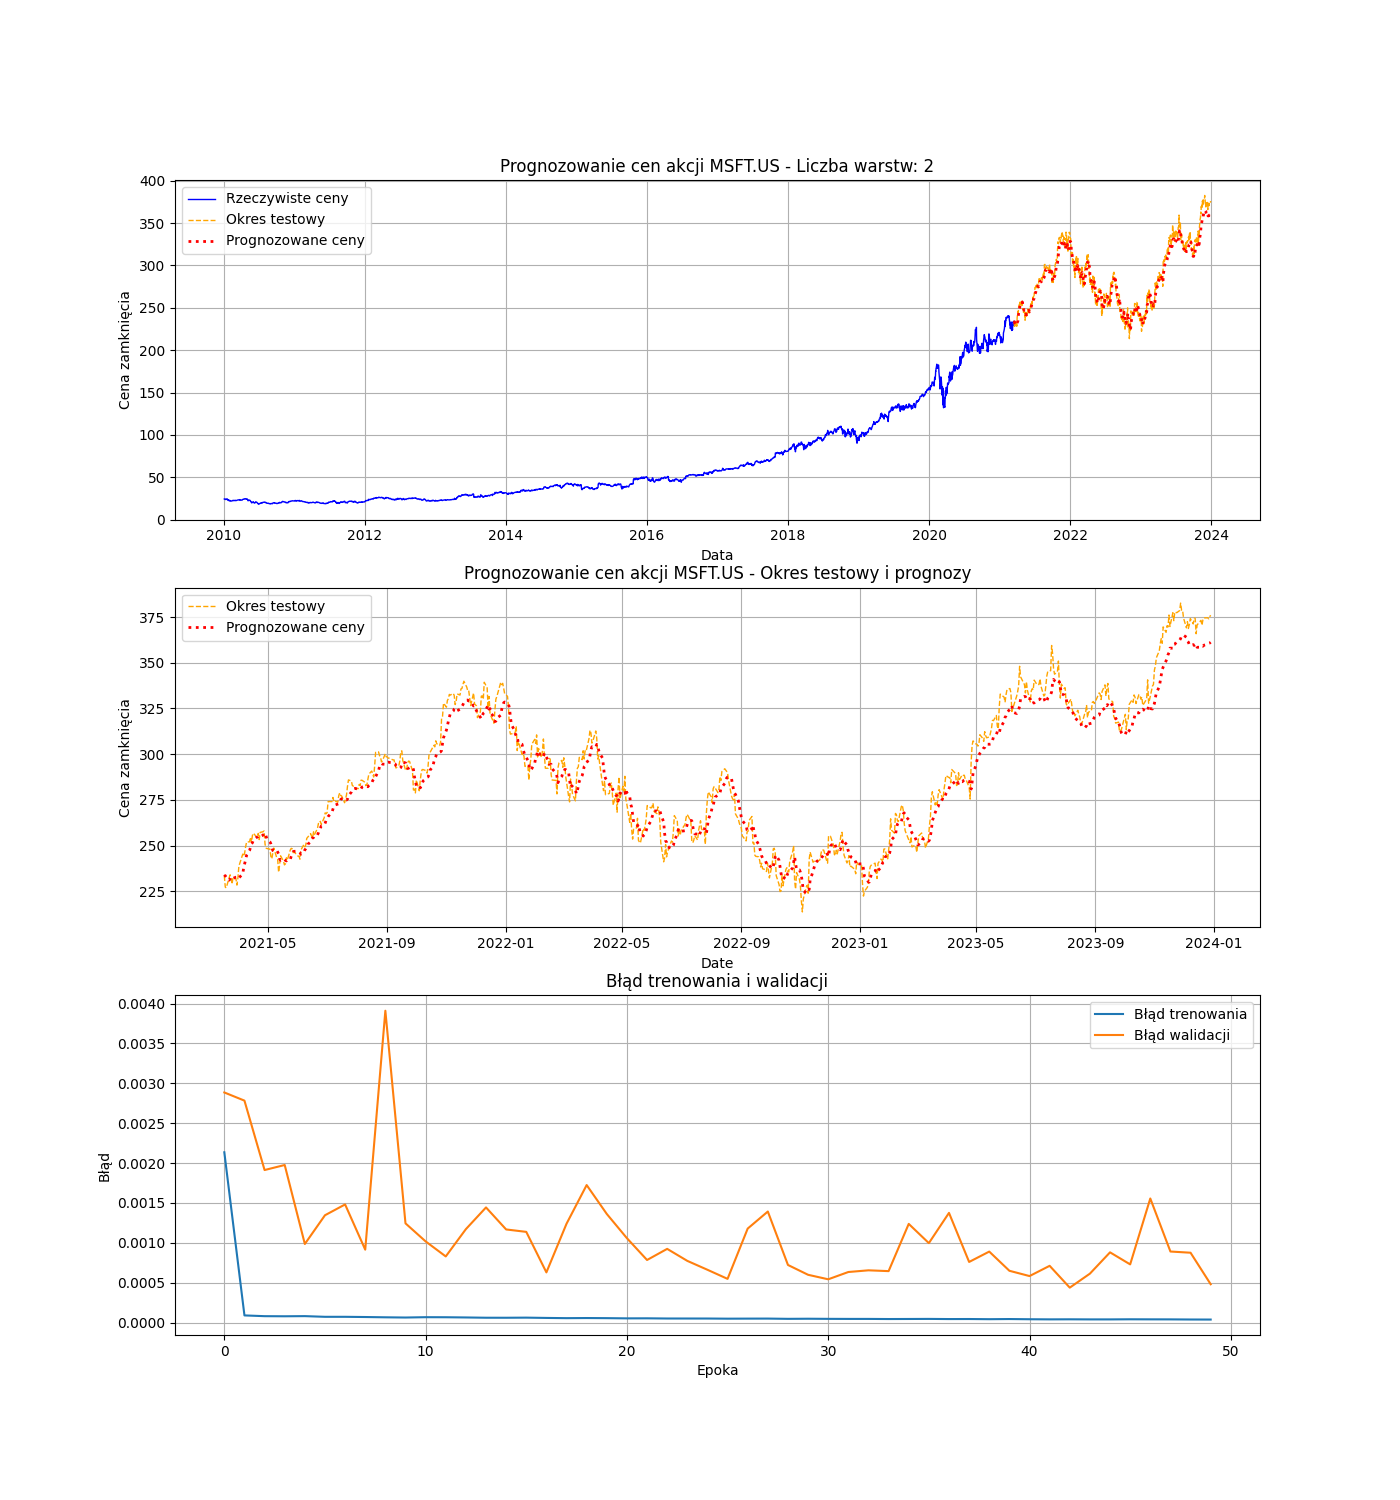 Prognozowanie cen akcji MSFT.US - Liczba warstw: 2
400
350
300
250
200
150
100
50
0
Cena zamknięcia
Rzeczywiste ceny
Okres testowy
Prognozowane ceny
2010 2012 2014 2016 2018 2020 2022 2024
Data
Prognozowanie cen akcji MSFT.US - Okres testowy i prognozy
375
350
325
300
275
250
225
Cena zamknięcia
Okres testowy
Prognozowane ceny
2021-05 2021-09 2022-01 2022-05 2022-09 2023-01 2023-05 2023-09 2024-01
Date
Błąd trenowania i walidacji
0.0040
0.0035
0.0030
0.0025
0.0020
0.0015
0.0010
0.0005
0.0000
Błąd
Błąd trenowania
Błąd walidacji
0 10 20 30 40 50
Epoka